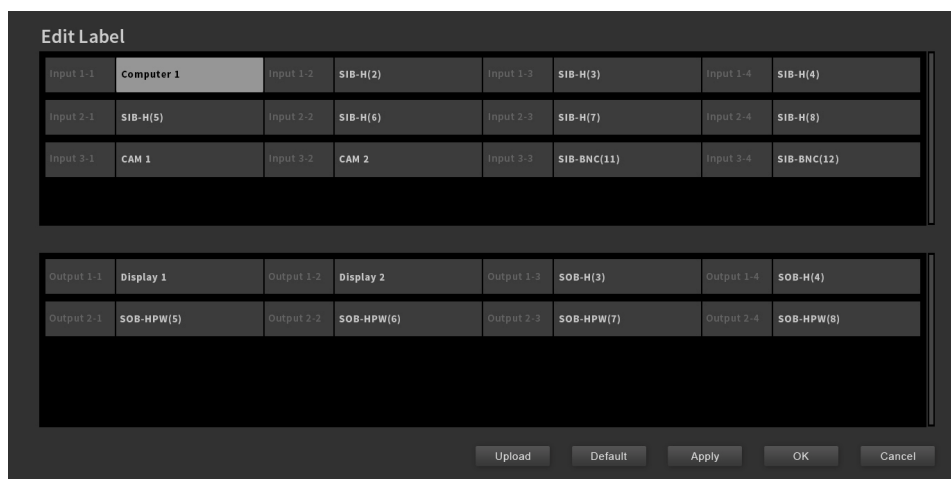 Edit Label
Input 1-1 Computer 1 Input 1-2 SIB-H(2) Input 1-3 SIB-H(3) Input 1-4 SIB-H(4)
Input 2-1 SIB-H(5) Input 2-2 SIB-H(6) Input 2-3 SIB-H(7) Input 2-4 SIB-H(8)
Input 3-1 CAM 1 Input 3-2 CAM 2 Input 3-3 SIB-BNC(11) Input 3-4 SIB-BNC(12)
Output 1-1 Display 1 Output 1-2 Display 2 Output 1-3 SOB-H(3) Output 1-4 SOB-H(4)
Output 2-1 SOB-HPW(5) Output 2-2 SOB-HPW(6) Output 2-3 SOB-HPW(7) Output 2-4 SOB-HPW(8)
Upload Default Apply OK Cancel